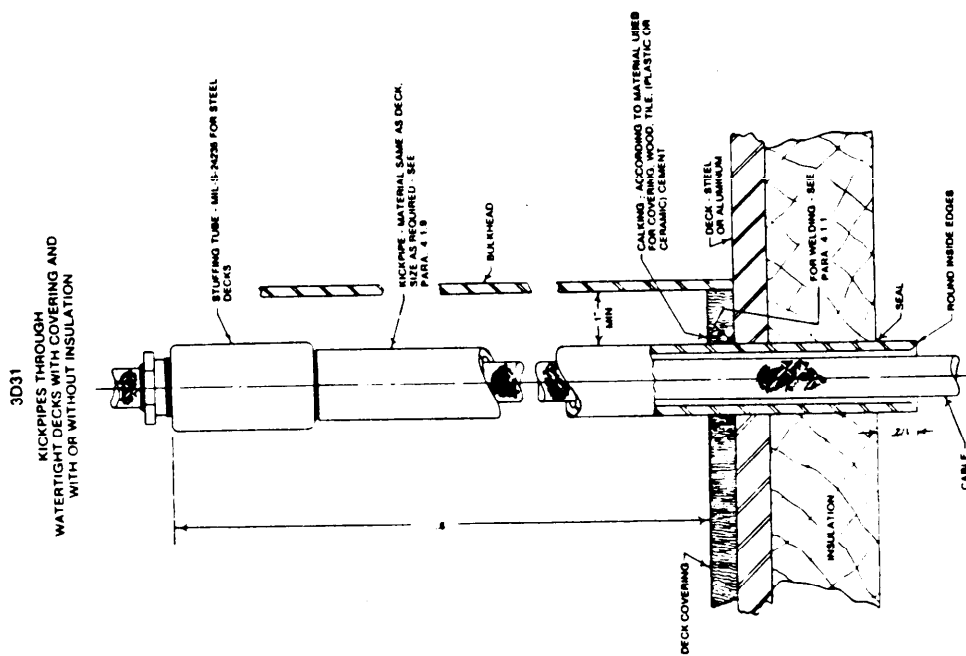 3D31
KICKPIPES THROUGH
WATERTIGHT DECKS WITH COVERING AND
WITH OR WITHOUT INSULATION
STUFFING TUBE - MIL-S-24235 FOR STEEL
DECKS
KICKPIPE - MATERIAL SAME AS DECK,
SIZE AS REQUIRED - SEE
PARA 4 1 9
BULKHEAD
1"
MIN
CALKING - ACCORDING TO MATERIAL USED
FOR COVERING, WOOD, TILE, (PLASTIC OR
CERAMIC) CEMENT
DECK - STEEL
OR ALUMINUM
FOR WELDING - SEE
PARA 4 1 1
SEAL
ROUND INSIDE EDGES
DECK COVERING
INSULATION
CABLE